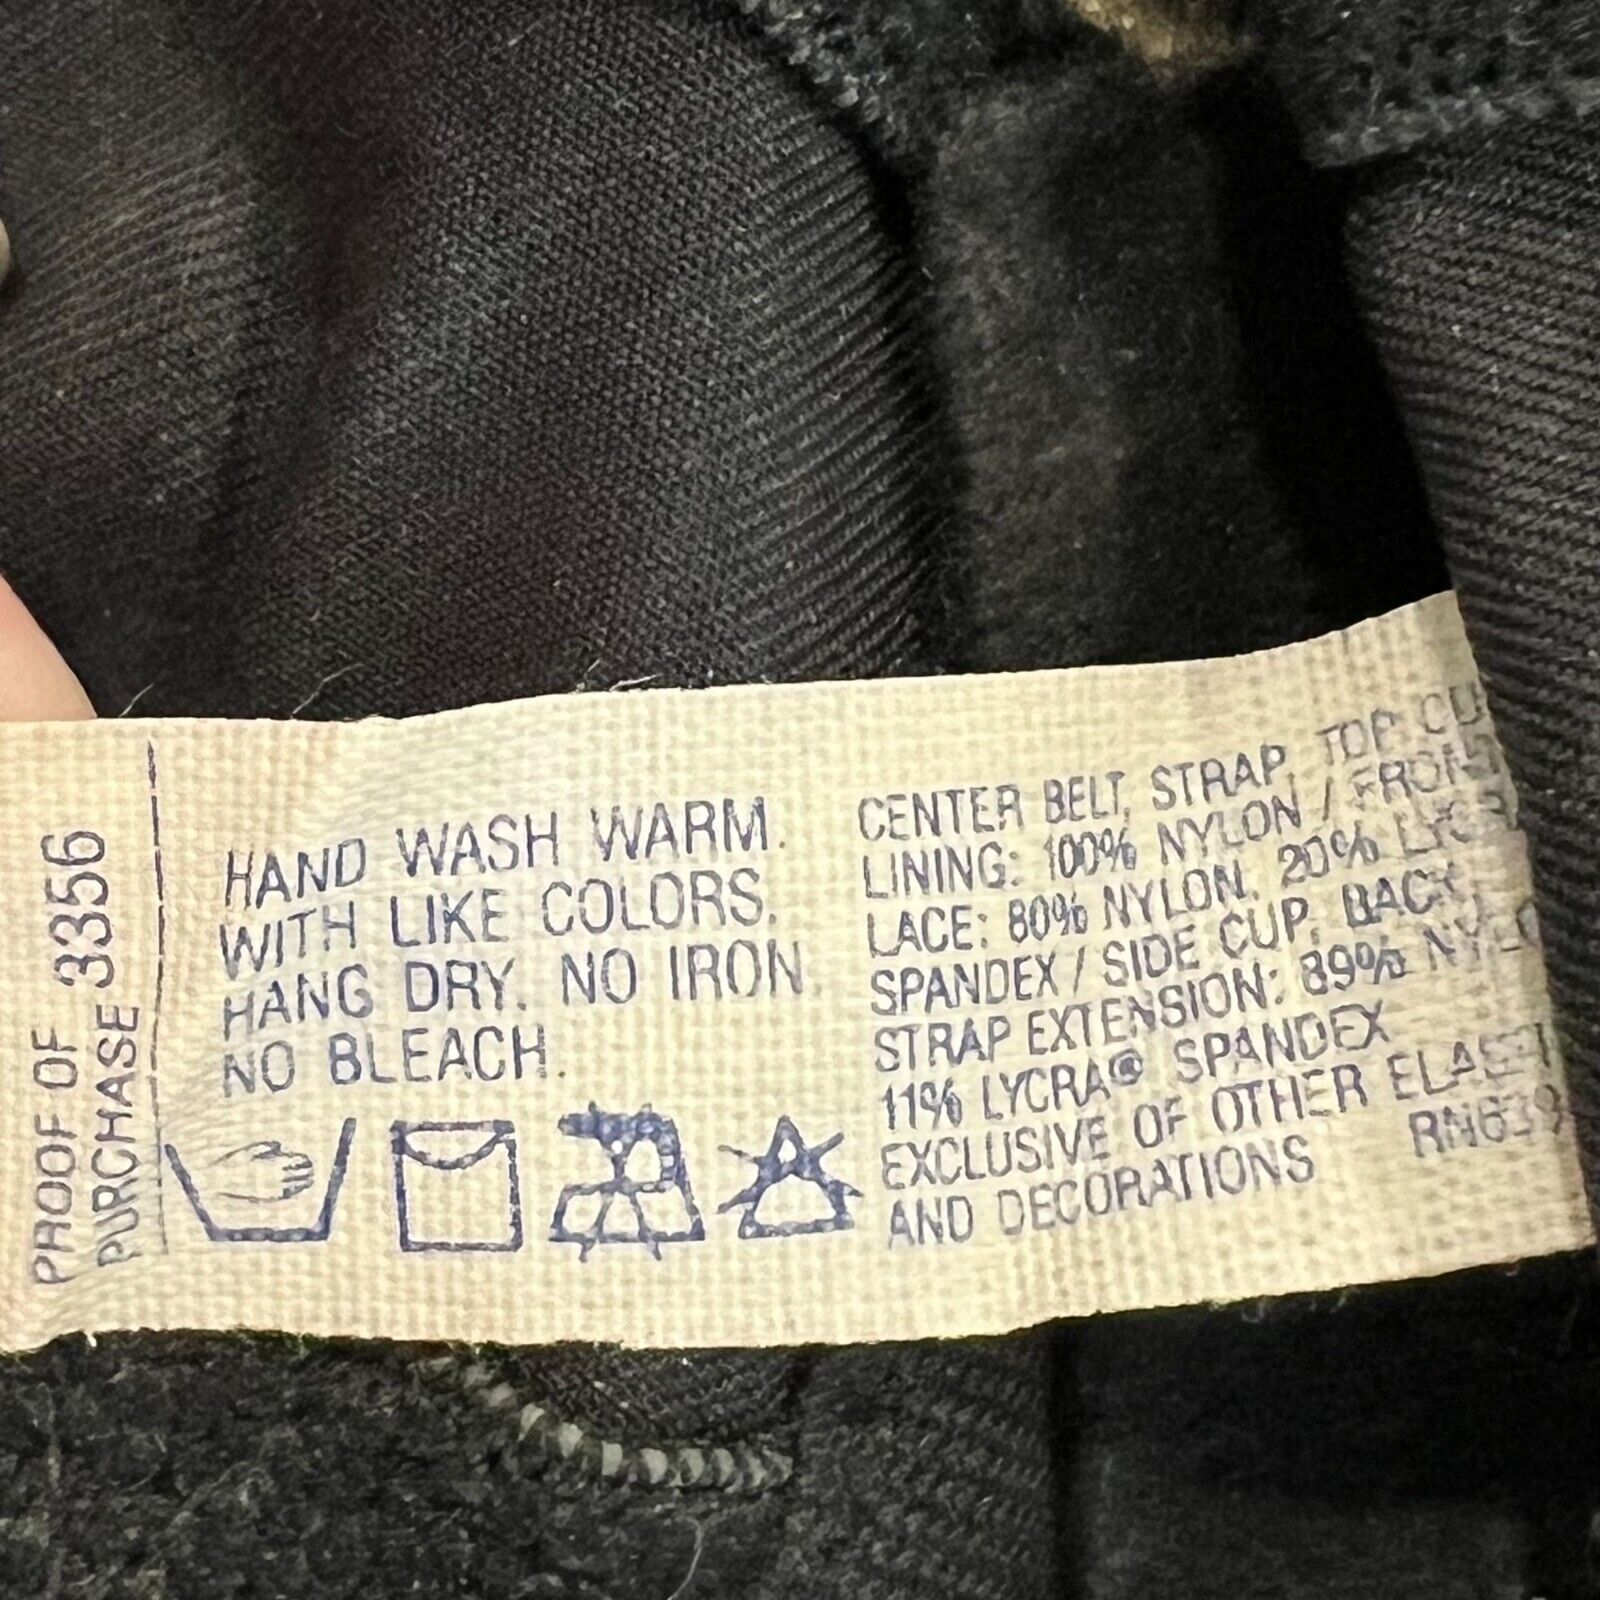 PROOF OF
PURCHASE 3356
HAND WASH WARM.
WITH LIKE COLORS.
HANG DRY. NO IRON.
NO BLEACH.
CENTER BELT, STRAP, TOP
LINING: 100% NYLON /
LACE: 80% NYLON, 20%
SPANDEX / SIDE CUP, BACK,
STRAP EXTENSION: 89%
11% LYCRA® SPANDEX
EXCLUSIVE OF OTHER
AND DECORATIONS